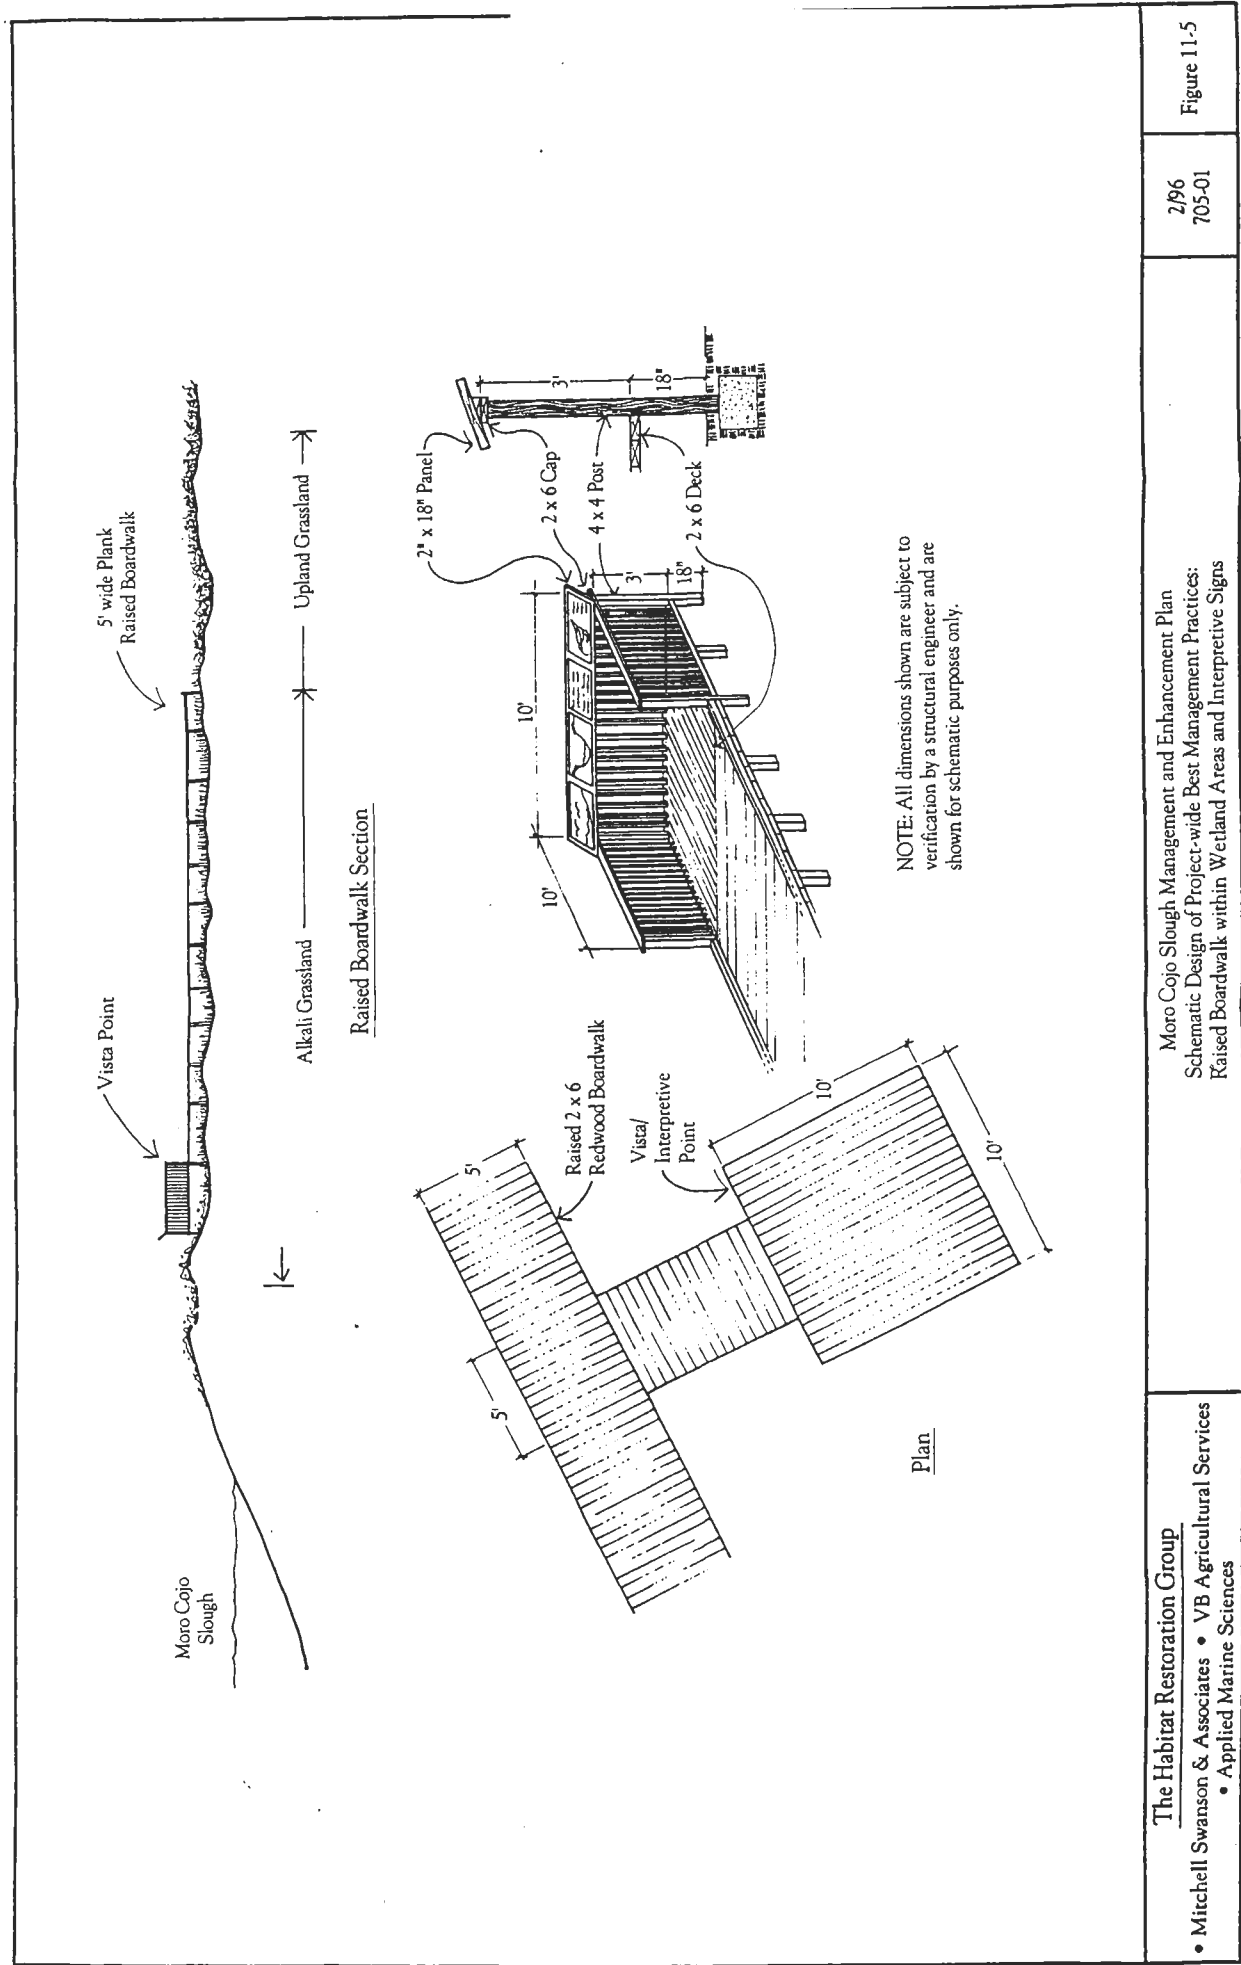 Vista Point
5' wide Plank
Raised Boardwalk
Moro Cojo
Slough
Alkali Grassland
Upland Grassland
Raised Boardwalk Section
5'
5'
Raised 2 x 6
Redwood Boardwalk
Vista/
Interpretive
Point
10'
10'
Plan
10'
10'
3'
18"
2" x 18" Panel
2 x 6 Cap
4 x 4 Post
2 x 6 Deck
3'
18"
NOTE: All dimensions shown are subject to
verification by a structural engineer and are
shown for schematic purposes only.
The Habitat Restoration Group
• Mitchell Swanson & Associates • VB Agricultural Services
• Applied Marine Sciences
Moro Cojo Slough Management and Enhancement Plan
Schematic Design of Project-wide Best Management Practices:
Raised Boardwalk within Wetland Areas and Interpretive Signs
2/96
705-01
Figure 11-5